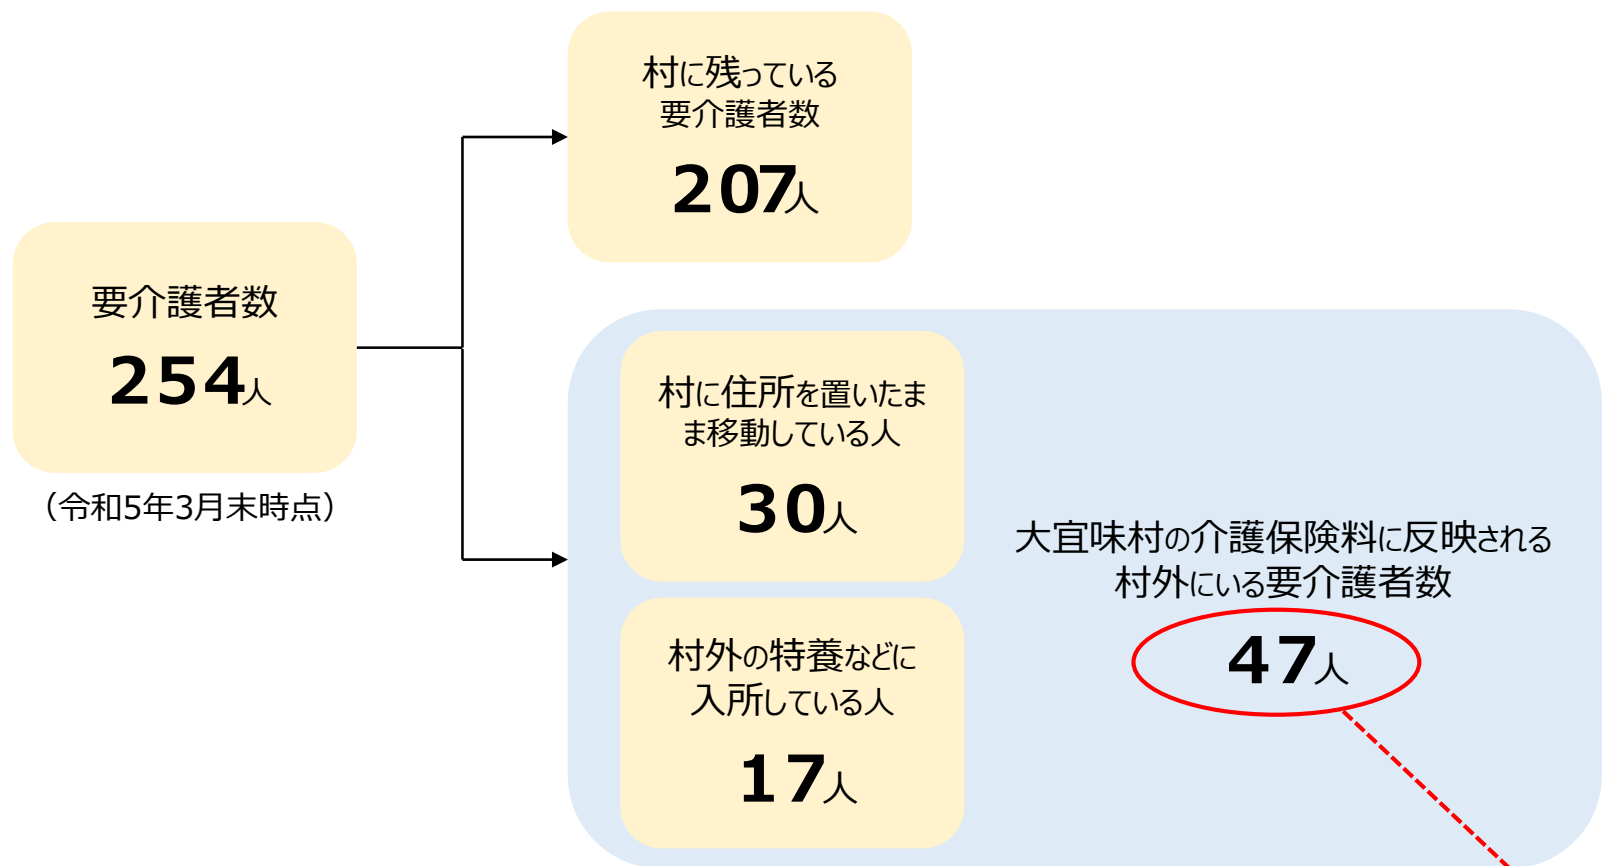 村に残っている
要介護者数
207人
要介護者数
254人
（令和5年3月末時点）
村に住所を置いたま
ま移動している人
30人
村外の特養などに
入所している人
17人
大宜味村の介護保険料に反映される
村外にいる要介護者数
47人